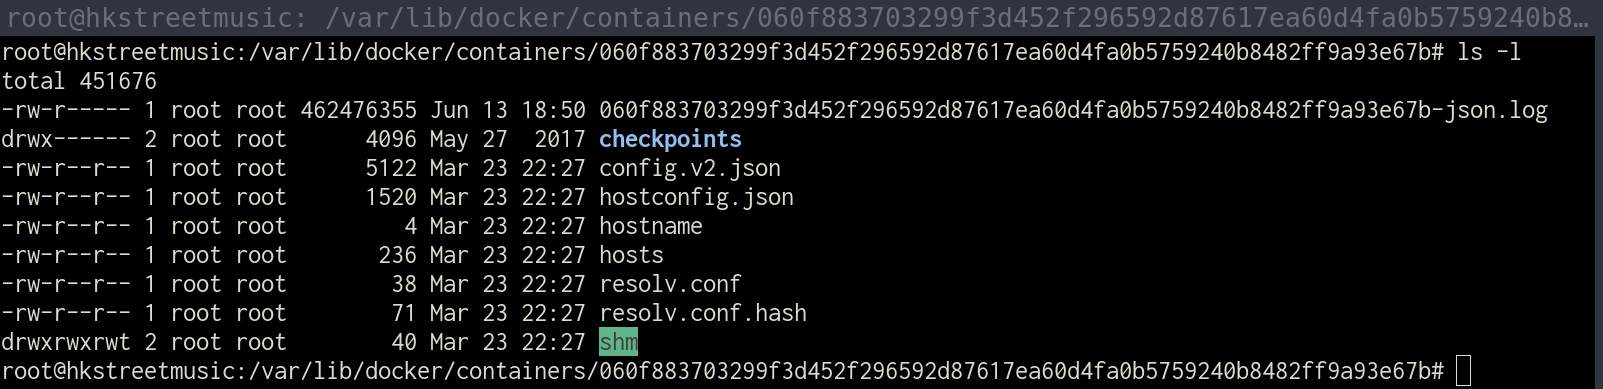 root@hkstreetmusic: /var/lib/docker/containers/060f883703299f3d452f296592d87617ea60d4fa0b5759240b8…
root@hkstreetmusic:/var/lib/docker/containers/060f883703299f3d452f296592d87617ea60d4fa0b5759240b8482ff9a93e67b# ls -l
total 451676
-rw-r----- 1 root root 462476355 Jun 13 18:50 060f883703299f3d452f296592d87617ea60d4fa0b5759240b8482ff9a93e67b-json.log
drwx------ 2 root root      4096 May 27  2017 checkpoints
-rw-r--r-- 1 root root      5122 Mar 23 22:27 config.v2.json
-rw-r--r-- 1 root root      1520 Mar 23 22:27 hostconfig.json
-rw-r--r-- 1 root root         4 Mar 23 22:27 hostname
-rw-r--r-- 1 root root       236 Mar 23 22:27 hosts
-rw-r--r-- 1 root root        38 Mar 23 22:27 resolv.conf
-rw-r--r-- 1 root root        71 Mar 23 22:27 resolv.conf.hash
drwxrwxrwt 2 root root        40 Mar 23 22:27 shm
root@hkstreetmusic:/var/lib/docker/containers/060f883703299f3d452f296592d87617ea60d4fa0b5759240b8482ff9a93e67b#